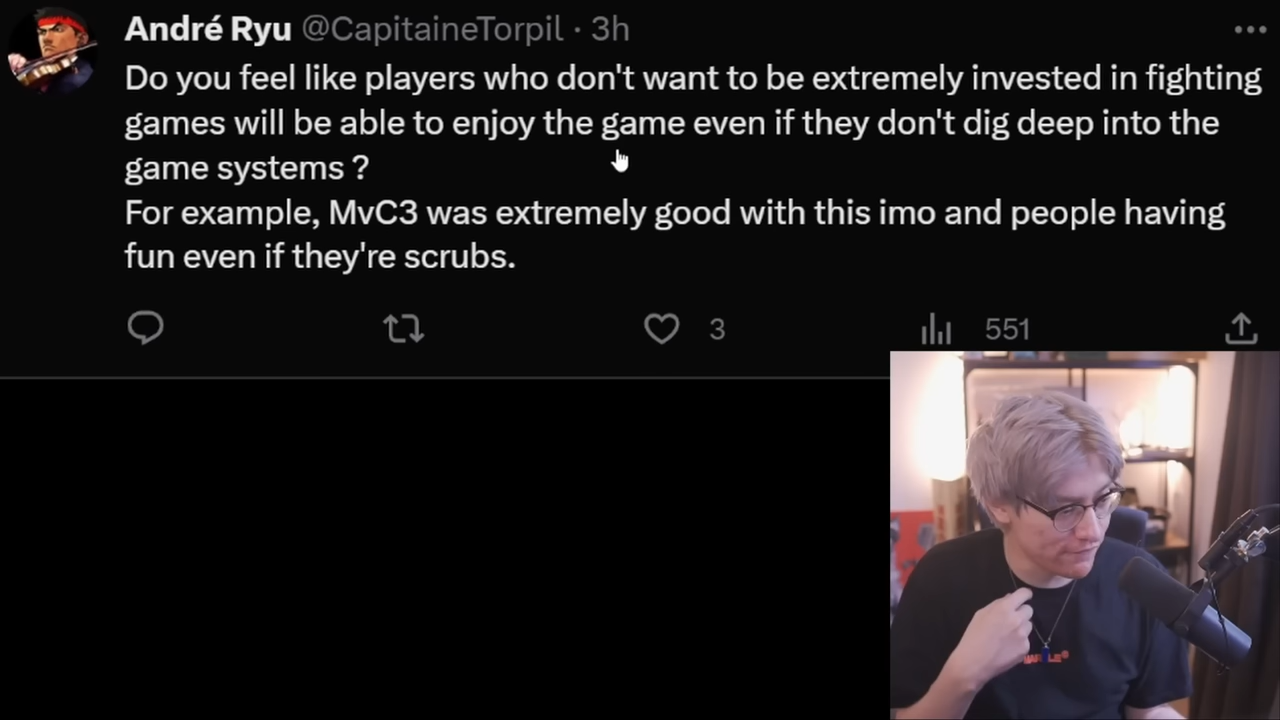 André Ryu @CapitaineTorpil · 3h
Do you feel like players who don't want to be extremely invested in fighting
games will be able to enjoy the game even if they don't dig deep into the
game systems ?
For example, MvC3 was extremely good with this imo and people having
fun even if they're scrubs.
3
551